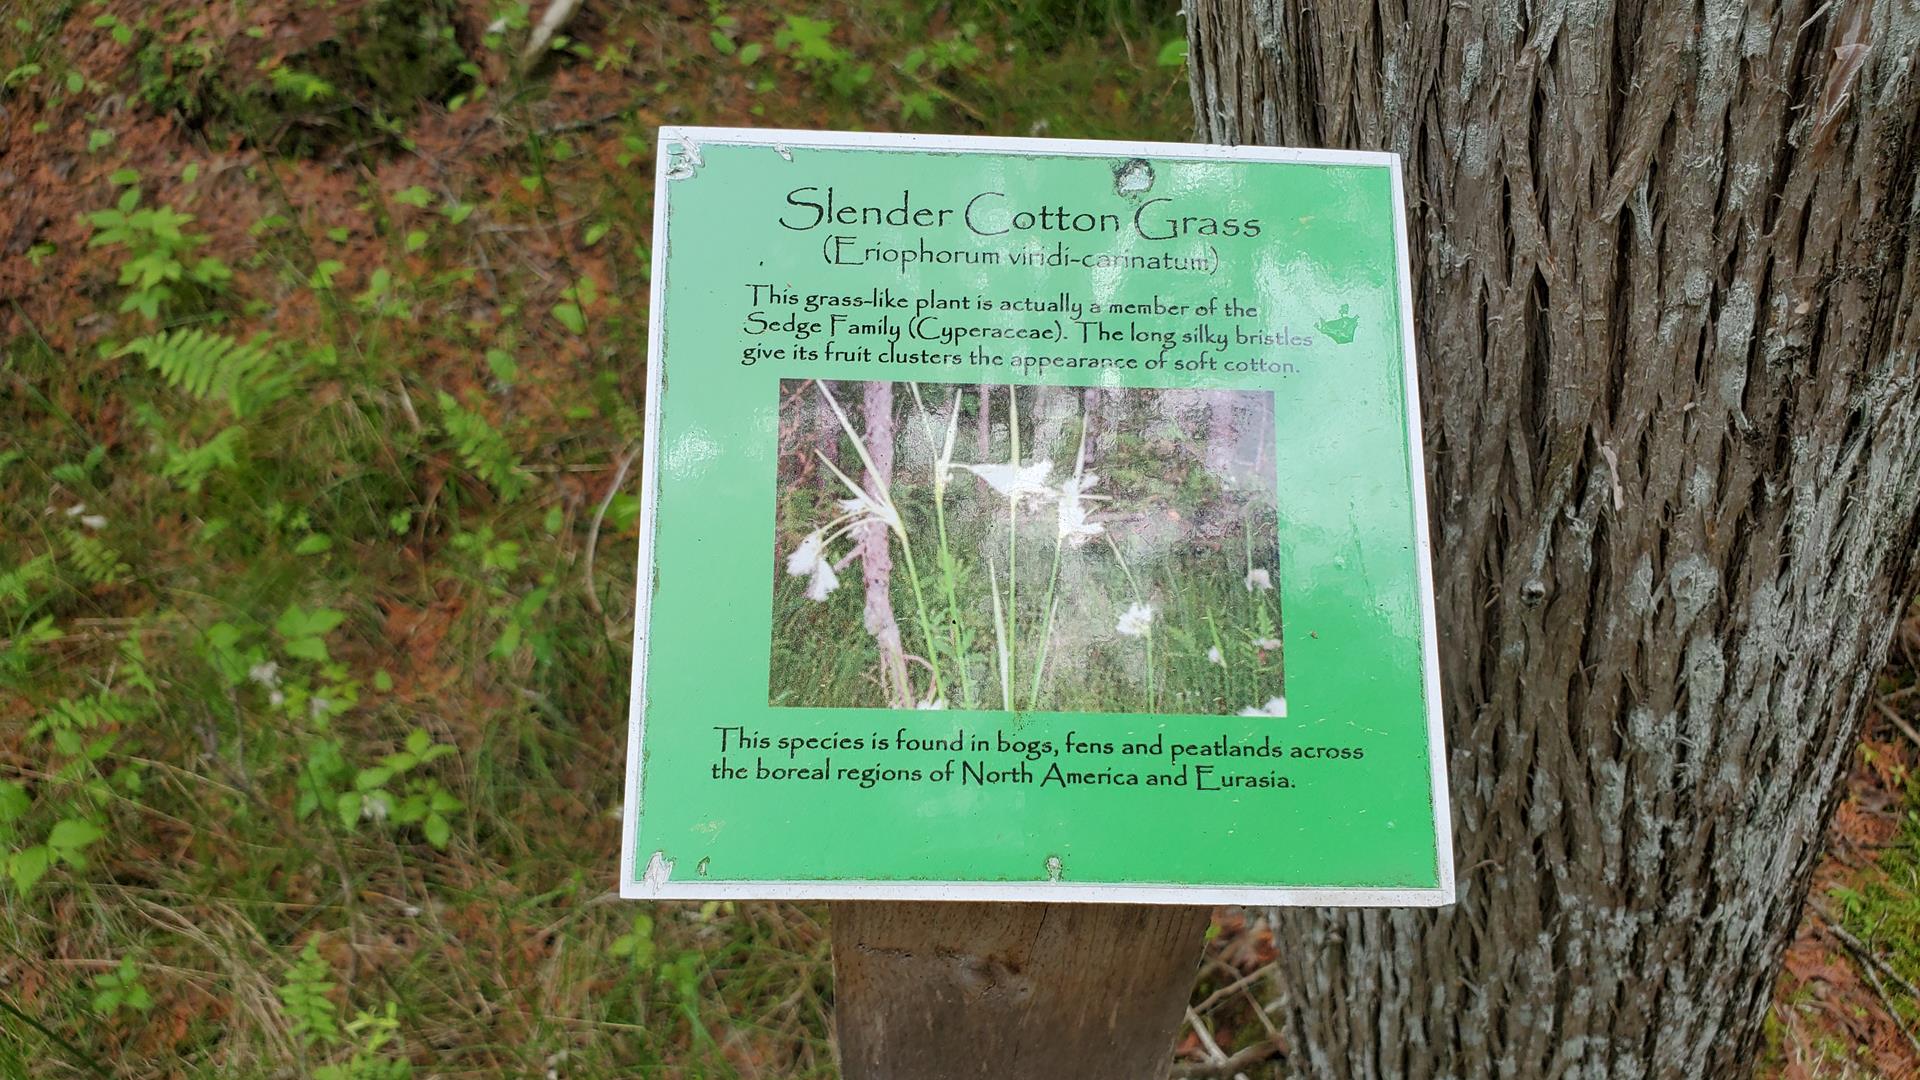 Slender Cotton Grass
(Eriophorum viridi-carinatum)
This grass-like plant is actually a member of the
Sedge Family (Cyperaceae). The long silky bristles
give its fruit clusters the appearance of soft cotton.
This species is found in bogs, fens and peatlands across
the boreal regions of North America and Eurasia.